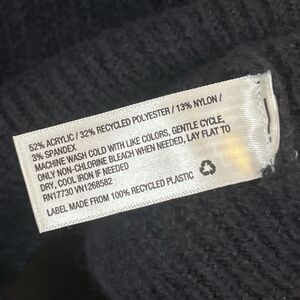 52% ACRYLIC / 32% RECYCLED POLYESTER / 13% NYLON /
3% SPANDEX
MACHINE WASH COLD WITH LIKE COLORS, GENTLE CYCLE,
ONLY NON-CHLORINE BLEACH WHEN NEEDED, LAY FLAT TO
DRY, COOL IRON IF NEEDED
RN17730 VN1268582
LABEL MADE FROM 100% RECYCLED PLASTIC